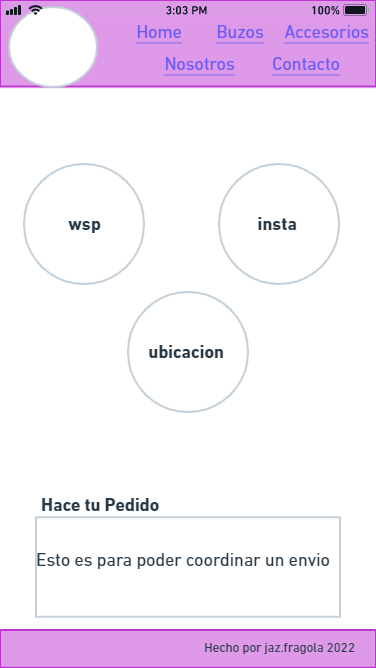 3:03 PM 100%
Home Buzos Accesorios
Nosotros Contacto
wsp insta
ubicacion
Hace tu Pedido
Esto es para poder coordinar un envio
Hecho por jaz.fragola 2022